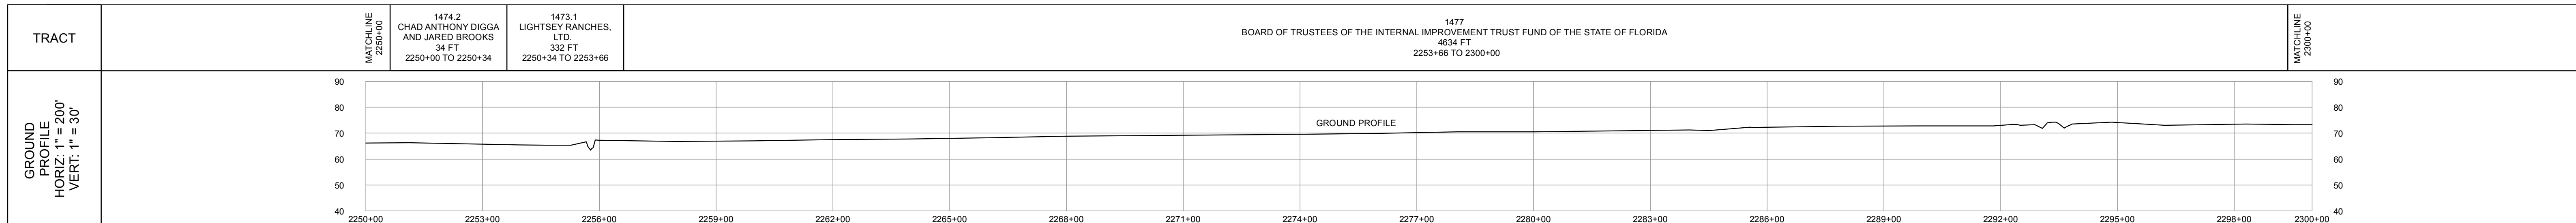 TRACT
MATCHLINE
2250+00
1474.2
CHAD ANTHONY DIGGA
AND JARED BROOKS
34 FT
2250+00 TO 2250+34
1473.1
LIGHTSEY RANCHES,
LTD.
332 FT
2250+34 TO 2253+66
1477
BOARD OF TRUSTEES OF THE INTERNAL IMPROVEMENT TRUST FUND OF THE STATE OF FLORIDA
4634 FT
2253+66 TO 2300+00
MATCHLINE
2300+00
GROUND
PROFILE
HORIZ: 1" = 200'
VERT: 1" = 30'
90
80
70
60
50
40
GROUND PROFILE
90
80
70
60
50
40
2250+00 2253+00 2256+00 2259+00 2262+00 2265+00 2268+00 2271+00 2274+00 2277+00 2280+00 2283+00 2286+00 2289+00 2292+00 2295+00 2298+00 2300+00